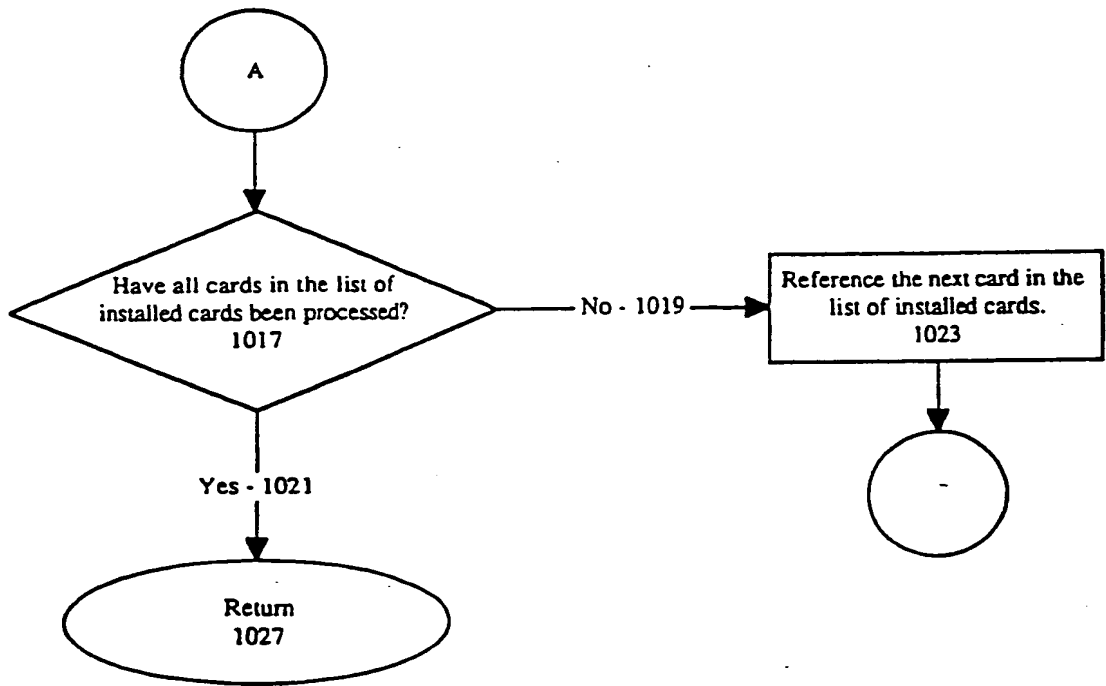 A
Have all cards in the list of
installed cards been processed?
1017
No - 1019
Reference the next card in the
list of installed cards.
1023
Yes - 1021
Return
1027